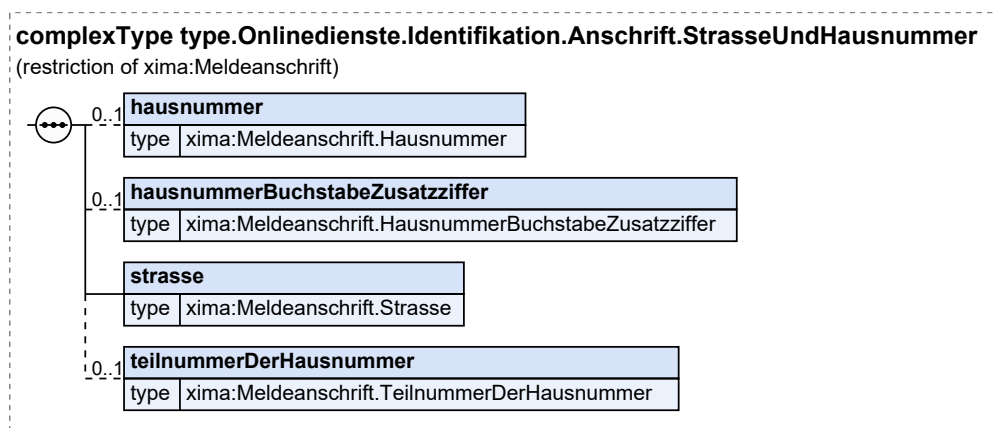 complexType type.Onlinedienste.Identifikation.Anschrift.StrasseUndHausnummer
(restriction of xima:Meldeanschrift)
0..1 hausnummer
type xima:Meldeanschrift.Hausnummer
0..1 hausnummerBuchstabeZusatzziffer
type xima:Meldeanschrift.HausnummerBuchstabeZusatzziffer
strasse
type xima:Meldeanschrift.Strasse
0..1 teilnummerDerHausnummer
type xima:Meldeanschrift.TeilnummerDerHausnummer